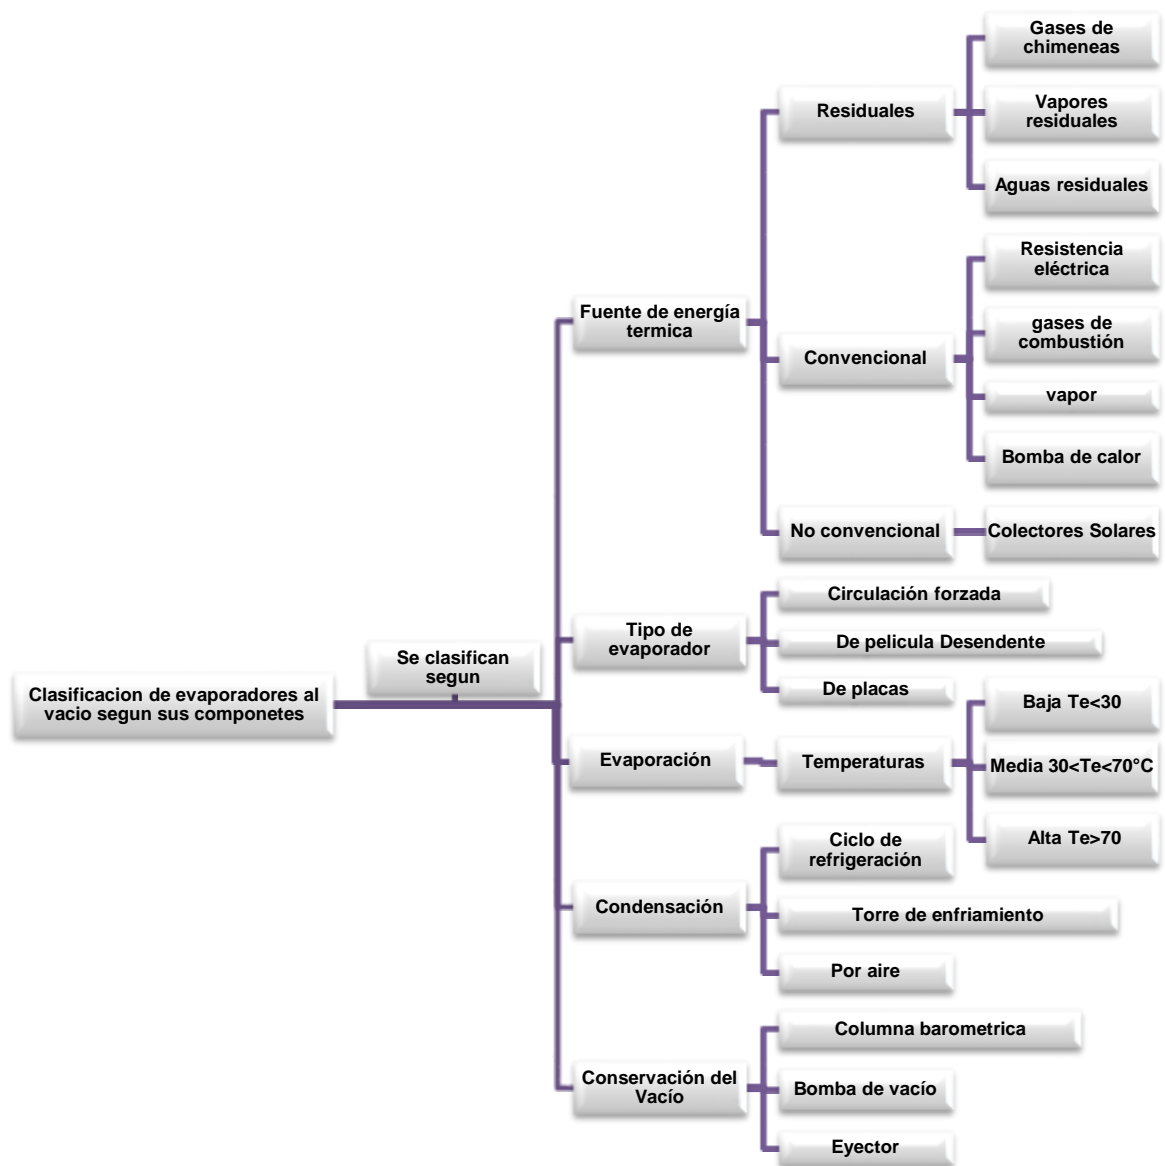 Clasificacion de evaporadores al
vacio segun sus componetes
Se clasifican
segun
Fuente de energía
termica
Residuales
Gases de
chimeneas
Vapores
residuales
Aguas residuales
Convencional
Resistencia
eléctrica
gases de
combustión
vapor
Bomba de calor
No convencional
Colectores Solares
Tipo de
evaporador
Circulación forzada
De pelicula Desendente
De placas
Evaporación
Temperaturas
Baja Te<30
Media 30<Te<70°C
Alta Te>70
Condensación
Ciclo de
refrigeración
Torre de enfriamiento
Por aire
Conservación del
Vacío
Columna barometrica
Bomba de vacío
Eyector